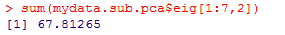 > sum(mydata.sub.pca$eig[1:7,2])
[1] 67.81265